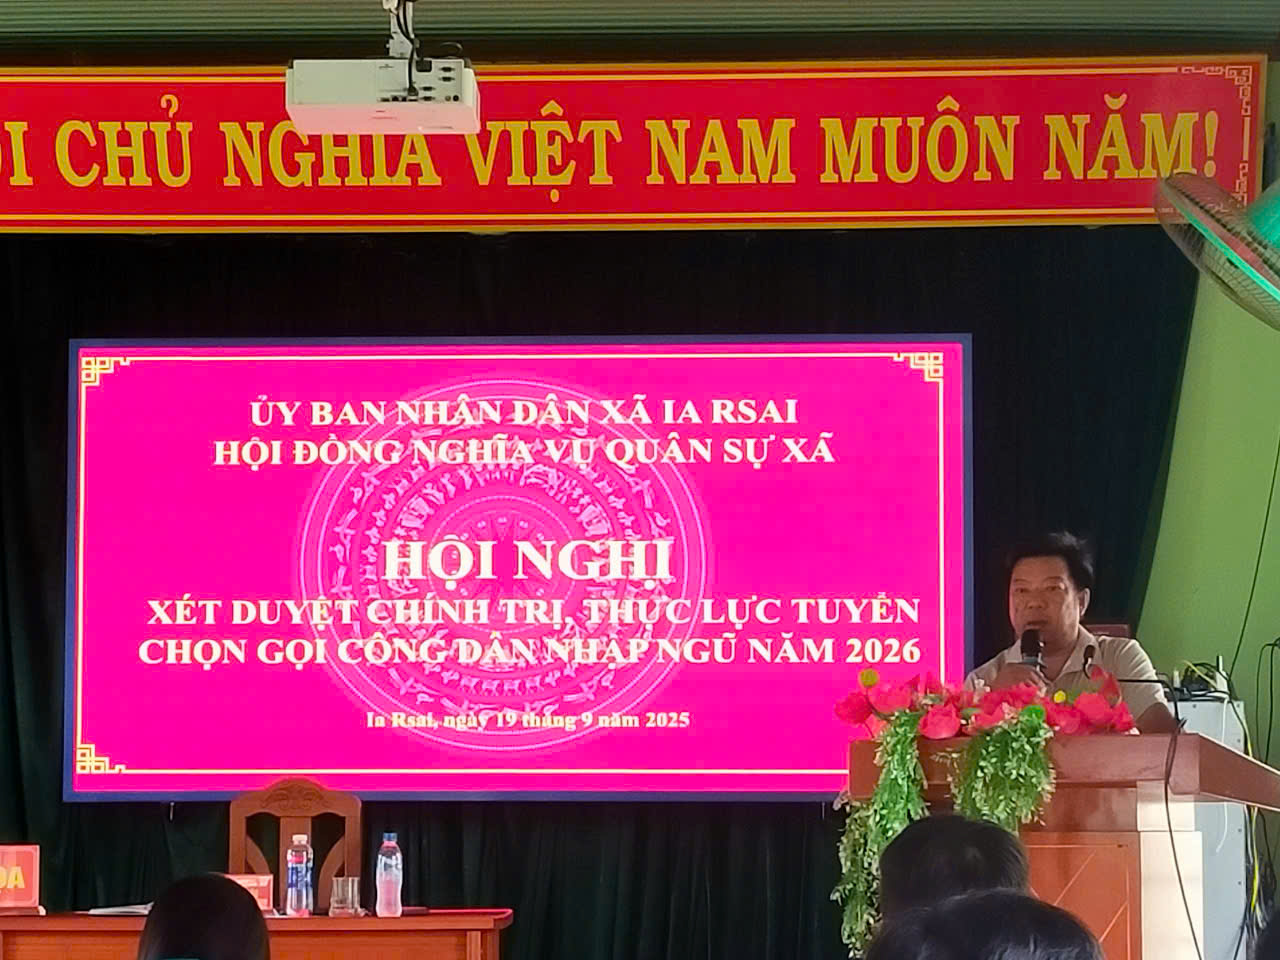 CHỦ NGHĨA VIỆT NAM MUÔN NĂM!
ỦY BAN NHÂN DÂN XÃ IA RSAI
HỘI ĐỒNG NGHĨA VỤ QUÂN SỰ XÃ
HỘI NGHỊ
XÉT DUYỆT CHÍNH TRỊ, THỰC LỰC TUYỂN
CHỌN GỌI CÔNG DÂN NHẬP NGŨ NĂM 2026
Ia Rsai, ngày 19 tháng 9 năm 2025